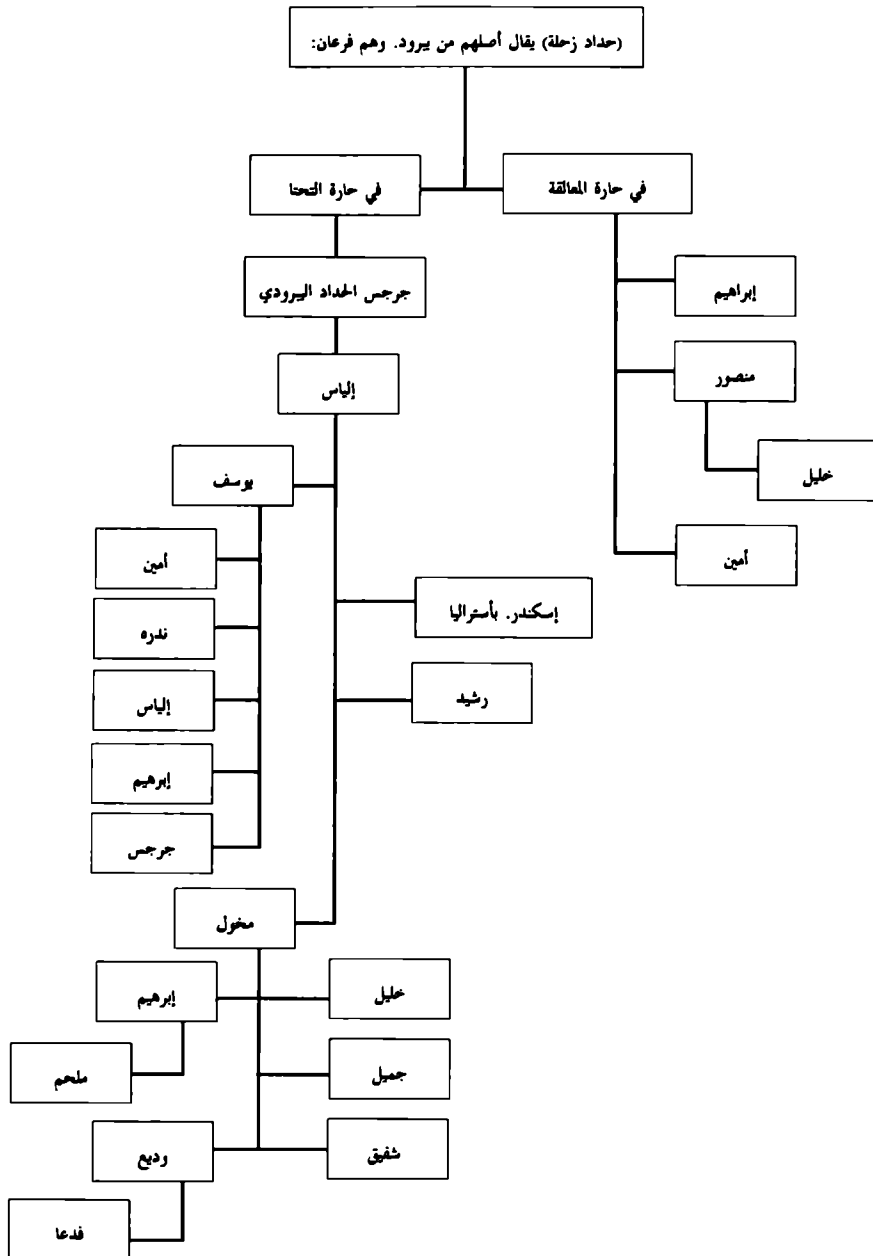 (حداد زحلة) يقال أصلهم من يبرود. وهم فرعان:
في حارة المعالقة
في حارة التحتا
إبراهيم
منصور
خليل
أمين
جرجس الحداد اليبرودي
إلياس
يوسف
أمين
ندره
إلياس
إبرهيم
جرجس
إسكندر. بأستراليا
رشيد
مخول
خليل
إبرهيم
ملحم
جميل
شفيق
وديع
فدعا